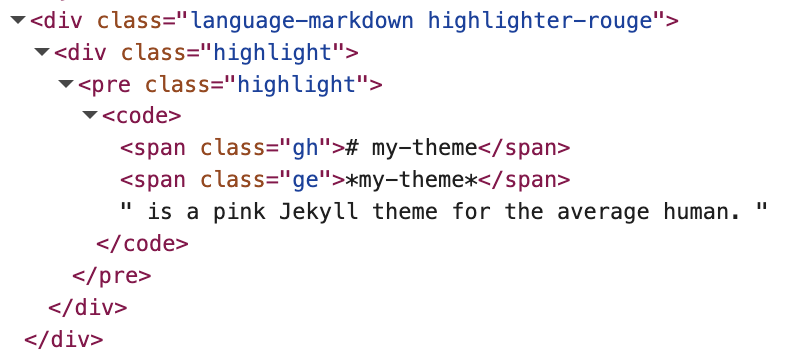 <div class="language-markdown highlighter-rouge">
<div class="highlight">
<pre class="highlight">
<code>
<span class="gh"># my-theme</span>
<span class="ge">*my-theme*</span>
" is a pink Jekyll theme for the average human. "
</code>
</pre>
</div>
</div>